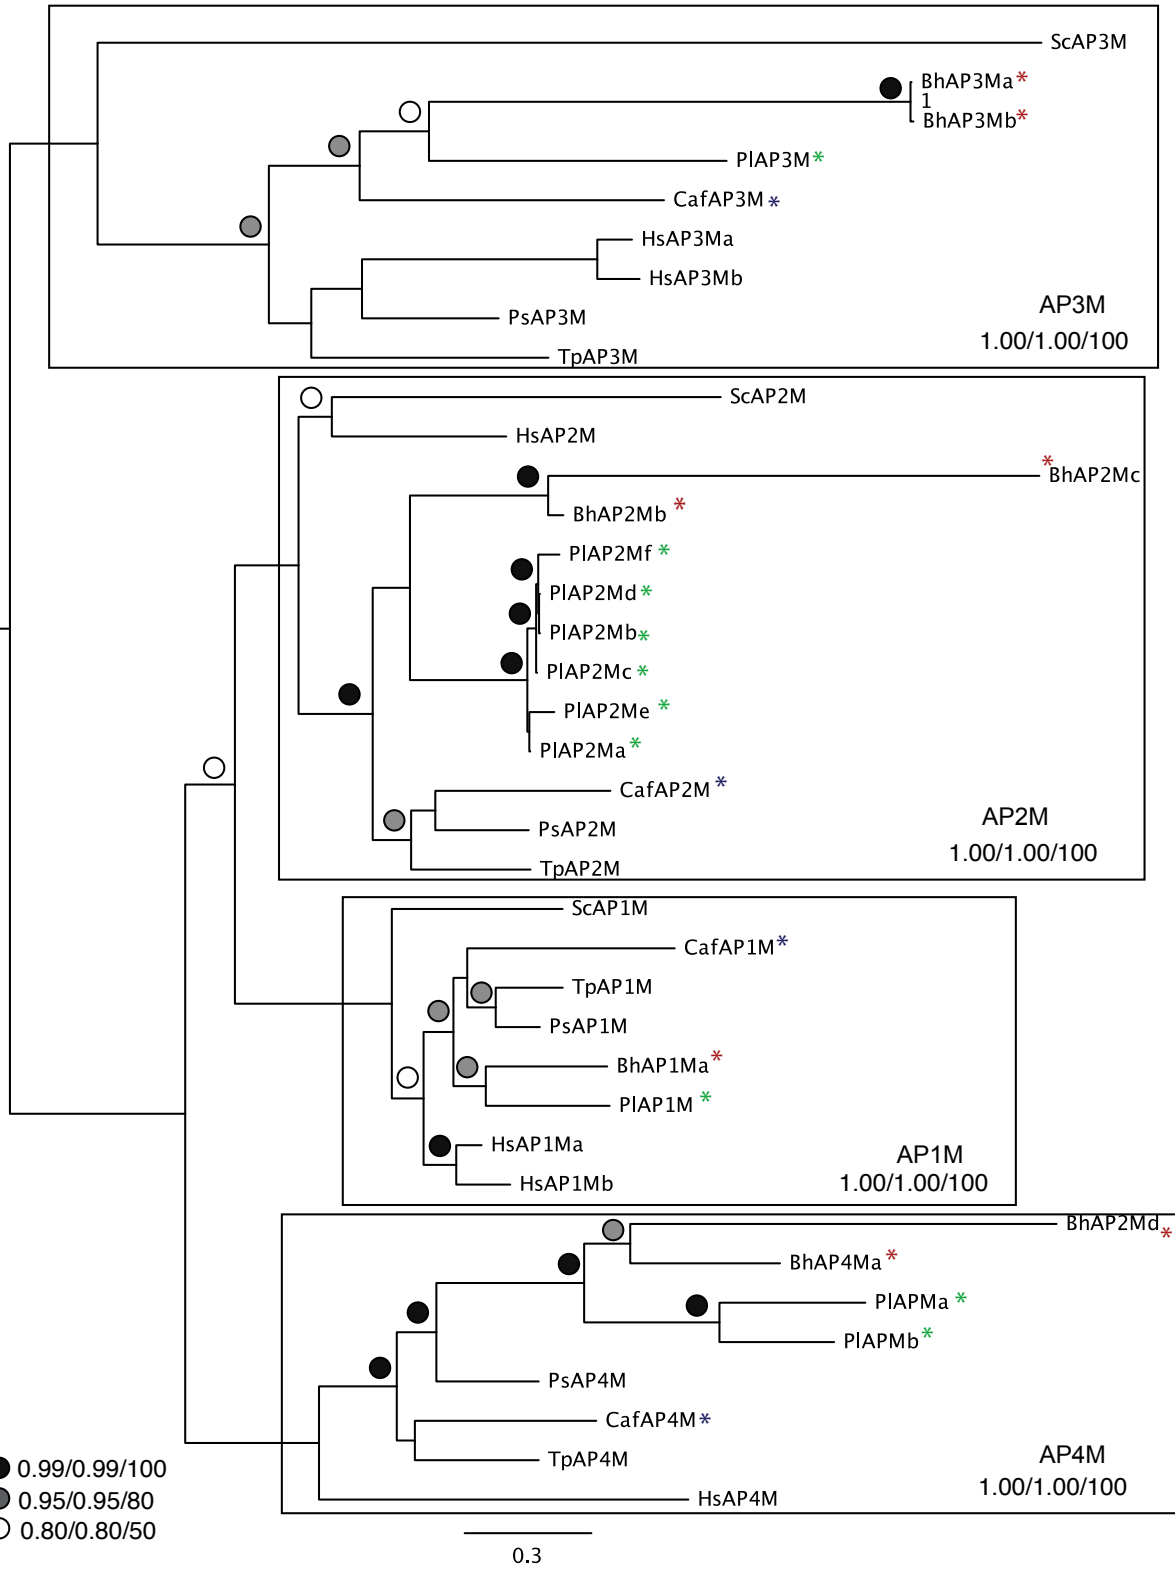 ScAP3M
BhAP3Ma*
1
BhAP3Mb*
PlAP3M*
CafAP3M*
HsAP3Ma
HsAP3Mb
AP3M
PsAP3M
1.00/1.00/100
TpAP3M
ScAP2M
HsAP2M
*BhAP2Mc
BhAP2Mb *
PlAP2Mf *
PlAP2Md*
PlAP2Mb*
PlAP2Mc *
PlAP2Me *
PlAP2Ma*
CafAP2M*
AP2M
PsAP2M
1.00/1.00/100
TpAP2M
ScAP1M
CafAP1M*
TpAP1M
PsAP1M
BhAP1Ma*
PlAP1M *
HsAP1Ma
AP1M
HsAP1Mb
1.00/1.00/100
BhAP2Md*
BhAP4Ma*
PlAPMa *
PlAPMb*
PsAP4M
CafAP4M*
TpAP4M
AP4M
1.00/1.00/100
HsAP4M
0.99/0.99/100
0.95/0.95/80
0.80/0.80/50
0.3